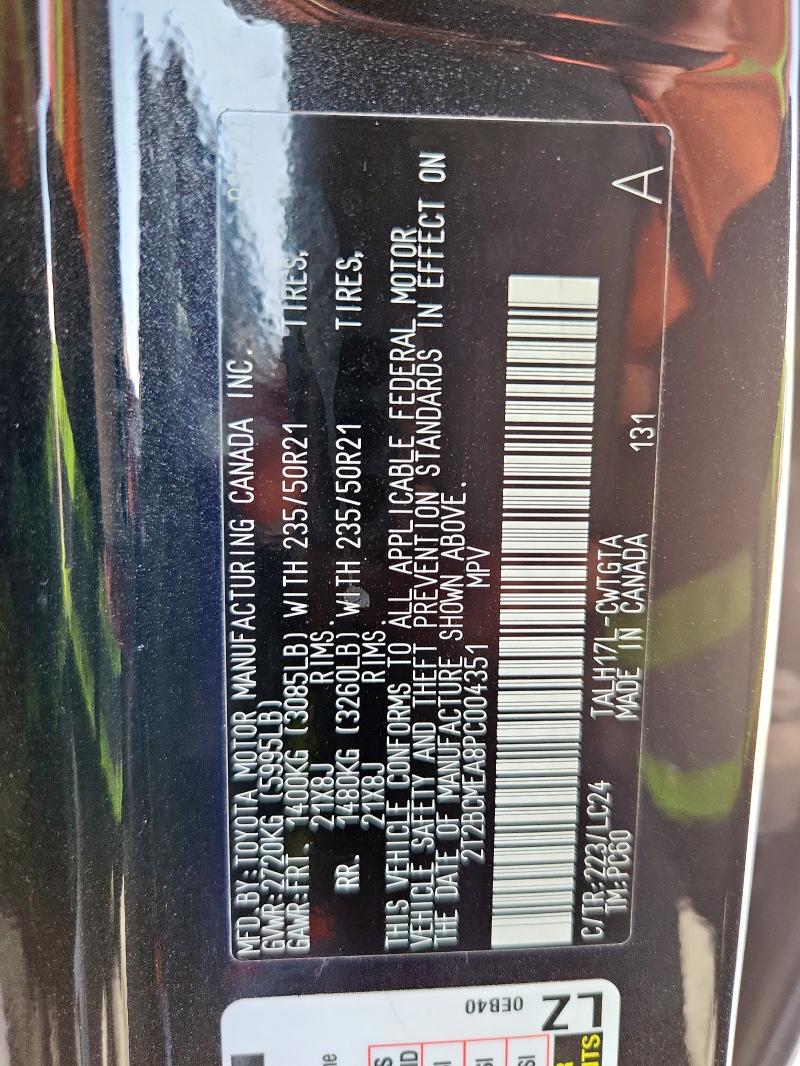 MFD. BY:TOYOTA MOTOR MANUFACTURING CANADA INC.
GVWR:2720KG (5995LB)
GAWR:FRT. 1400KG (3085LB) WITH 235/50R21 TIRES,
21X8J RIMS.
RR. 1480KG (3260LB) WITH 235/50R21 TIRES,
21X8J RIMS.
THIS VEHICLE CONFORMS TO ALL APPLICABLE FEDERAL MOTOR
VEHICLE SAFETY AND THEFT PREVENTION STANDARDS IN EFFECT ON
THE DATE OF MANUFACTURE SHOWN ABOVE.
2T2BCMEA8PC004351 MPV
C/TR:223/LC24 TALH17L-CWTGTA
TM:PC60 MADE IN CANADA 131 A
0EB40
LZ